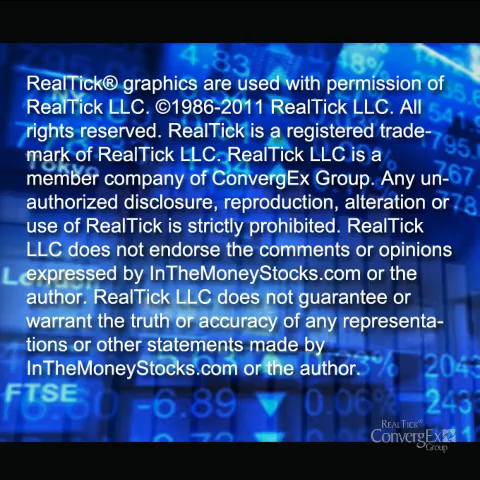 RealTick® graphics are used with permission of
RealTick LLC. ©1986-2011 RealTick LLC. All
rights reserved. RealTick is a registered trade-
mark of RealTick LLC. RealTick LLC is a
member company of ConvergEx Group. Any un-
authorized disclosure, reproduction, alteration or
use of RealTick is strictly prohibited. RealTick
LLC does not endorse the comments or opinions
expressed by InTheMoneyStocks.com or the
author. RealTick LLC does not guarantee or
warrant the truth or accuracy of any representa-
tions or other statements made by
InTheMoneyStocks.com or the author.
FTSE
-6.89
0.06%
REALTICK®
ConvergEx
Group